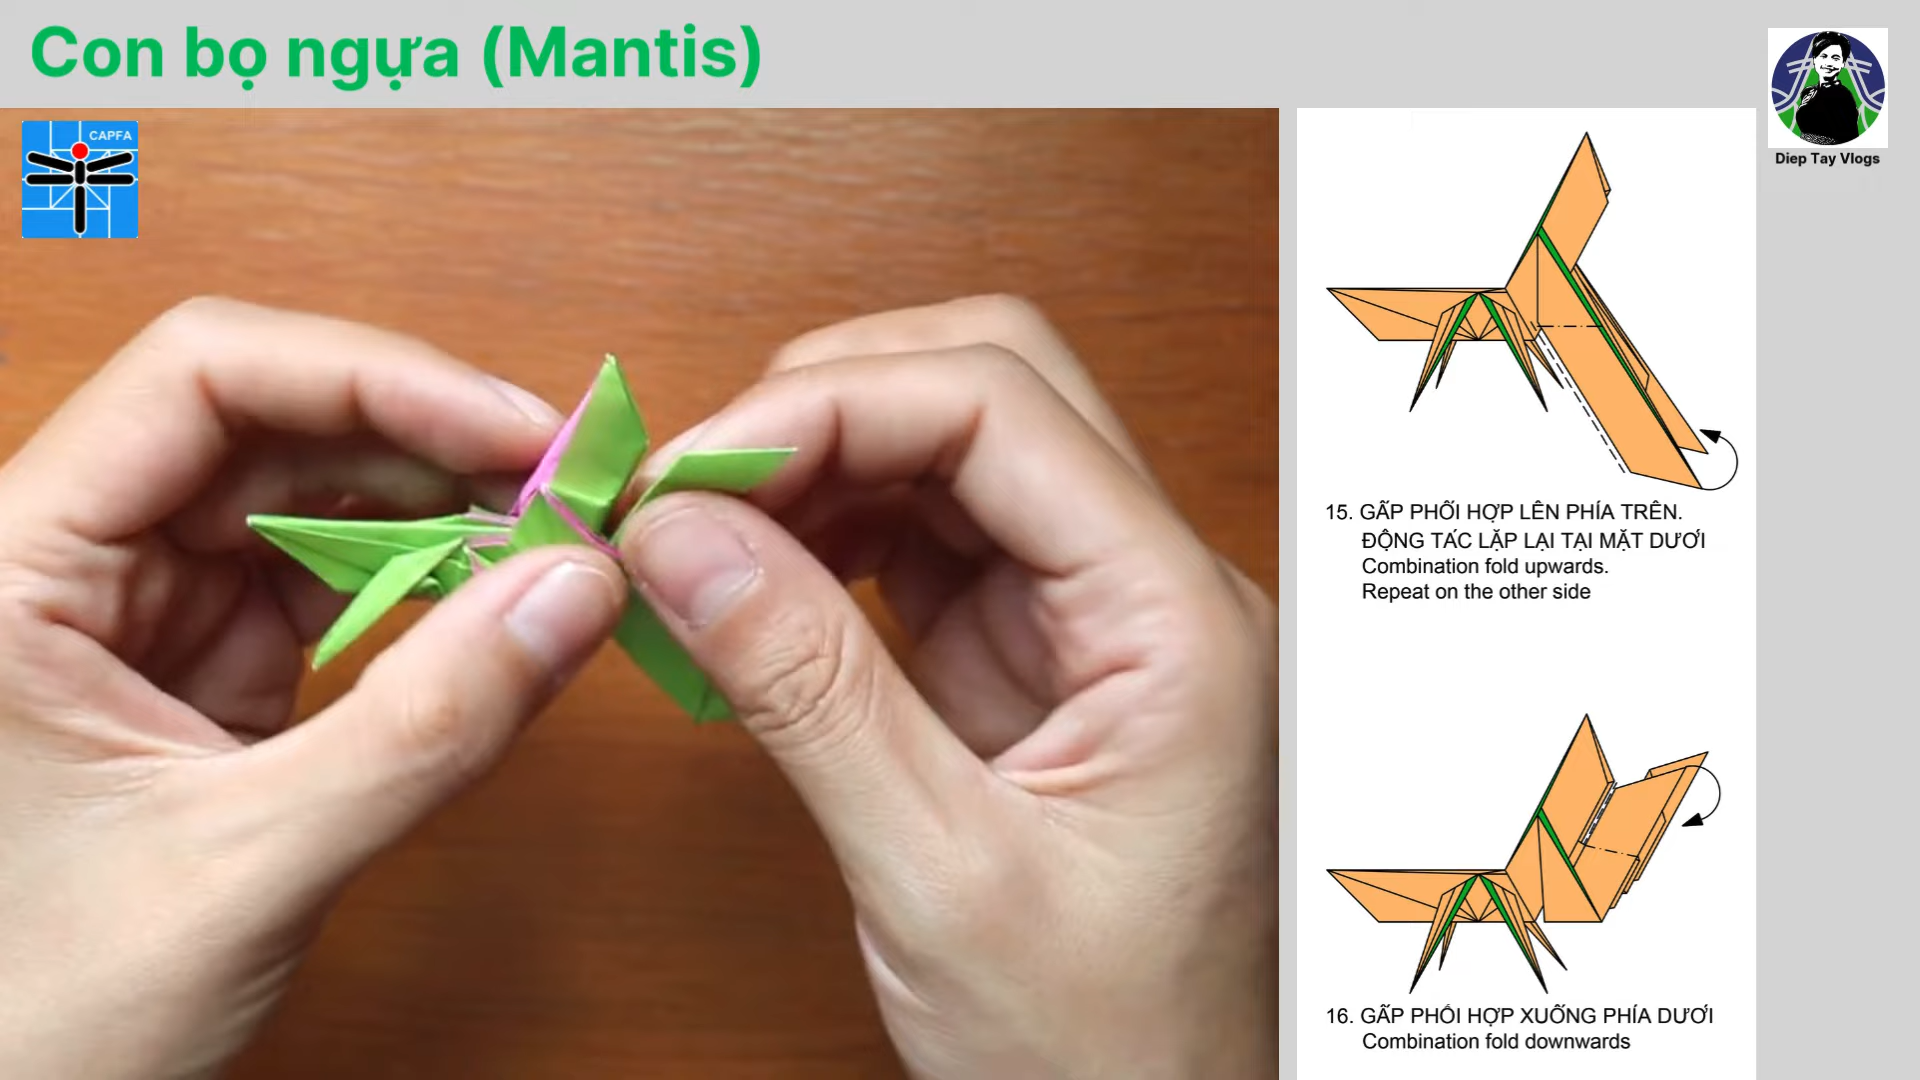 Con bọ ngựa (Mantis)
CAPFA
Diep Tay Vlogs
15. GẤP PHỐI HỢP LÊN PHÍA TRÊN.
ĐỘNG TÁC LẶP LẠI TẠI MẶT DƯƠÍ
Combination fold upwards.
Repeat on the other side
16. GẤP PHỐI HỢP XUỐNG PHÍA DƯƠÍ
Combination fold downwards